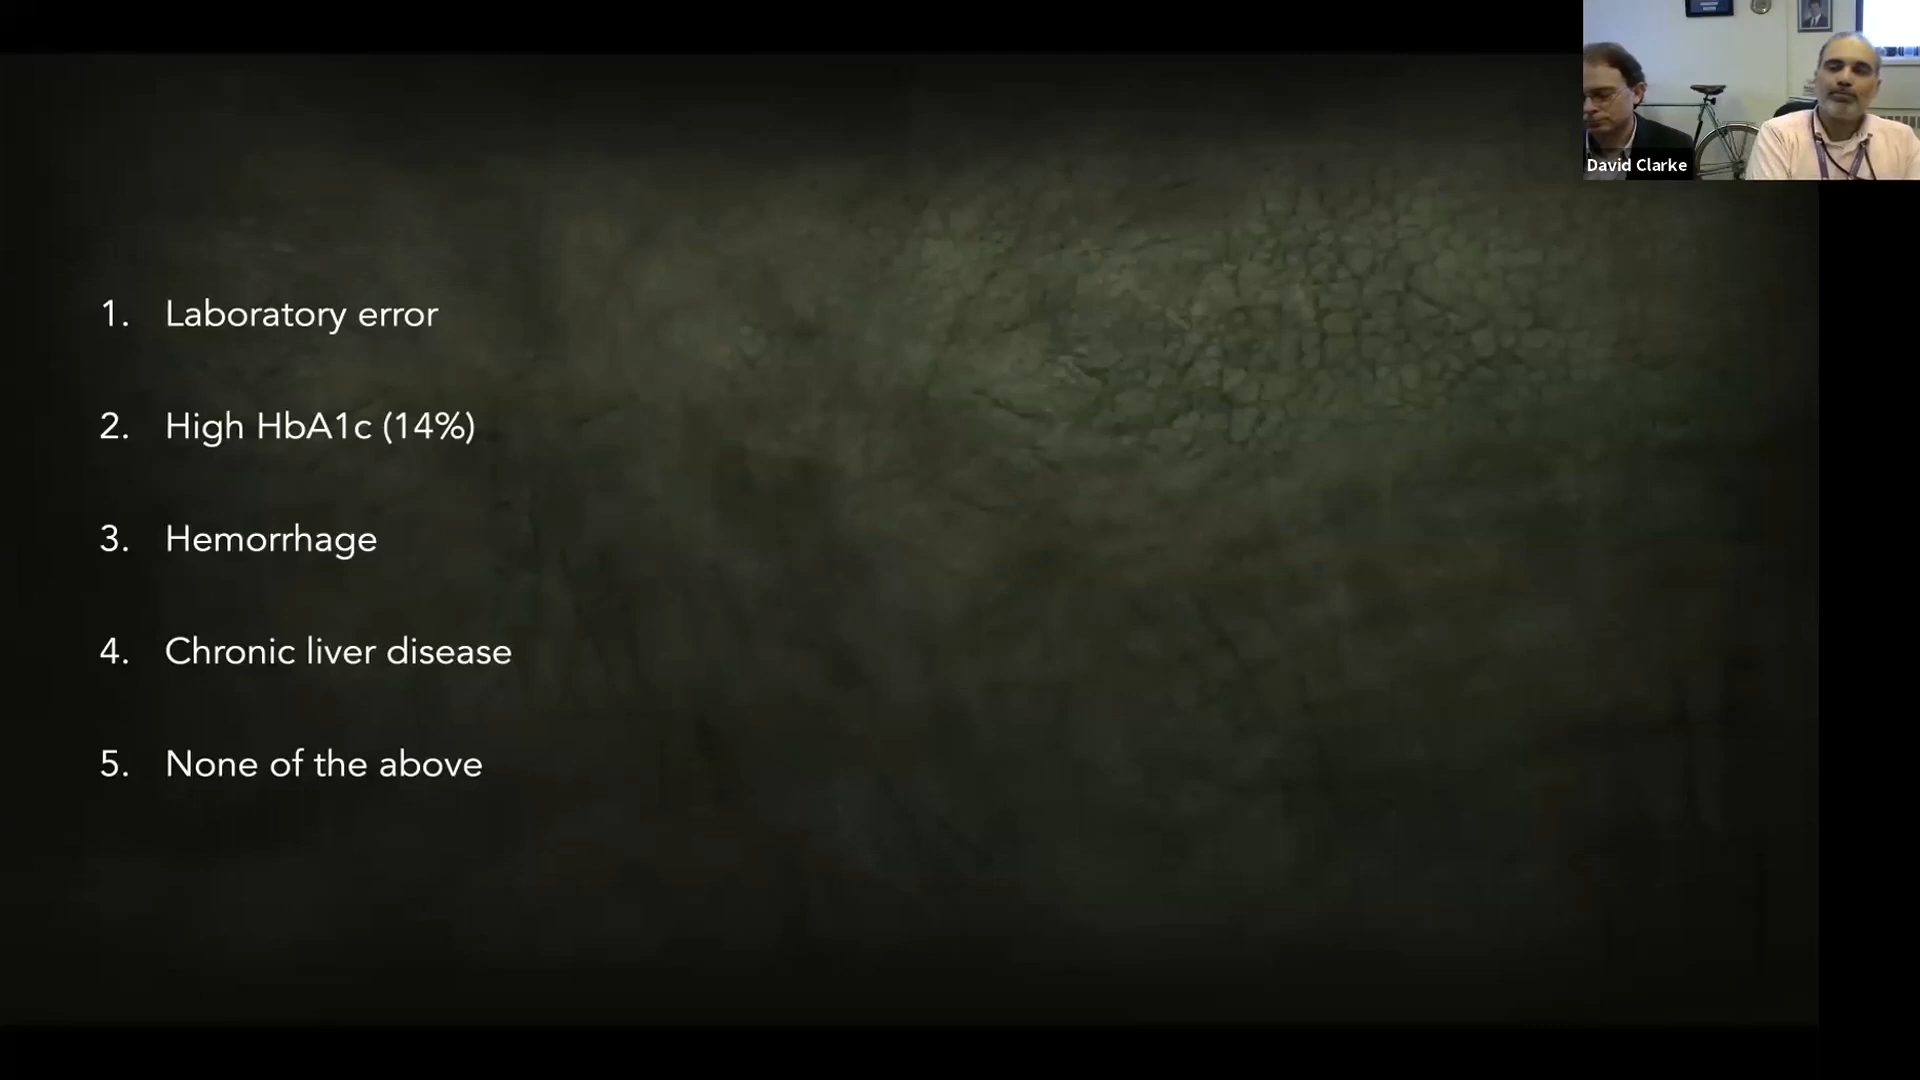 David Clarke
1. Laboratory error
2. High HbA1c (14%)
3. Hemorrhage
4. Chronic liver disease
5. None of the above